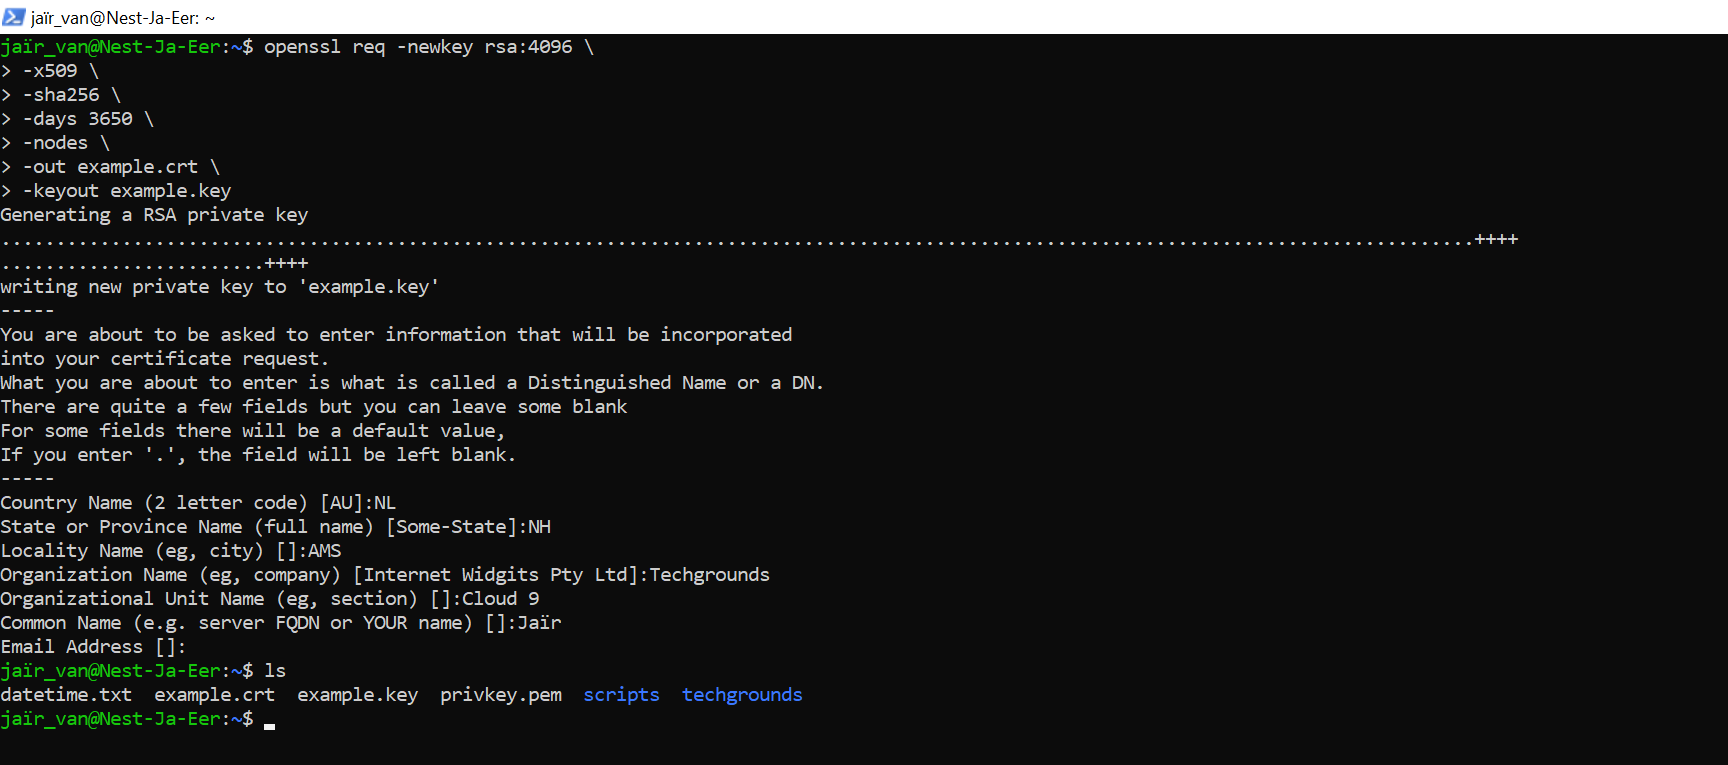 jaïr_van@Nest-Ja-Eer: ~
jaïr_van@Nest-Ja-Eer:~$ openssl req -newkey rsa:4096 \
> -x509 \
> -sha256 \
> -days 3650 \
> -nodes \
> -out example.crt \
> -keyout example.key
Generating a RSA private key
......................................................................................................................................++++
........................++++
writing new private key to 'example.key'
-----
You are about to be asked to enter information that will be incorporated
into your certificate request.
What you are about to enter is what is called a Distinguished Name or a DN.
There are quite a few fields but you can leave some blank
For some fields there will be a default value,
If you enter '.', the field will be left blank.
-----
Country Name (2 letter code) [AU]:NL
State or Province Name (full name) [Some-State]:NH
Locality Name (eg, city) []:AMS
Organization Name (eg, company) [Internet Widgits Pty Ltd]:Techgrounds
Organizational Unit Name (eg, section) []:Cloud 9
Common Name (e.g. server FQDN or YOUR name) []:Jaïr
Email Address []:
jaïr_van@Nest-Ja-Eer:~$ ls
datetime.txt  example.crt  example.key  privkey.pem  scripts  techgrounds
jaïr_van@Nest-Ja-Eer:~$